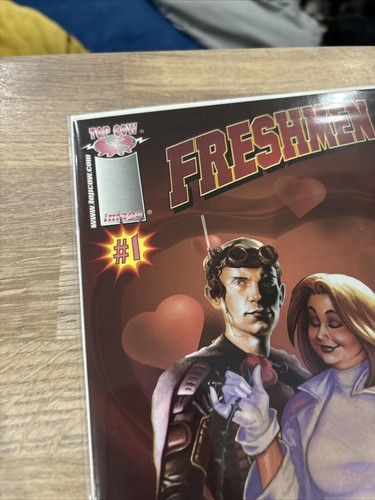 TOP COW
®
FRESHMEN
www.topcow.com
image
®
#1